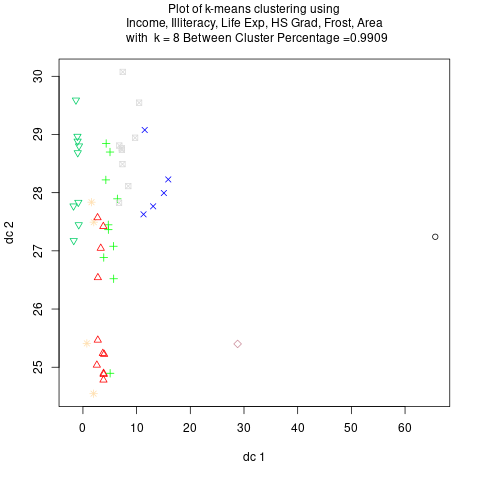 Plot of k-means clustering using
Income, Illiteracy, Life Exp, HS Grad, Frost, Area
with k = 8 Between Cluster Percentage =0.9909
30
29
28
27
26
25
dc 2
0 10 20 30 40 50 60
dc 1